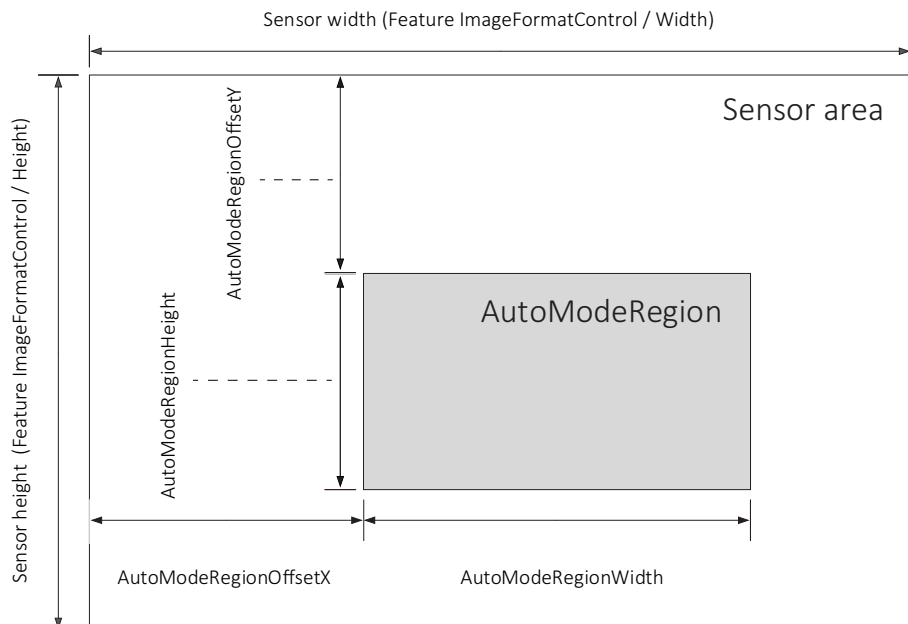 Sensor width (Feature ImageFormatControl / Width)
Sensor area
Sensor height (Feature ImageFormatControl / Height)
AutoModeRegionOffsetY
AutoModeRegion
AutoModeRegionHeight
AutoModeRegionOffsetX
AutoModeRegionWidth